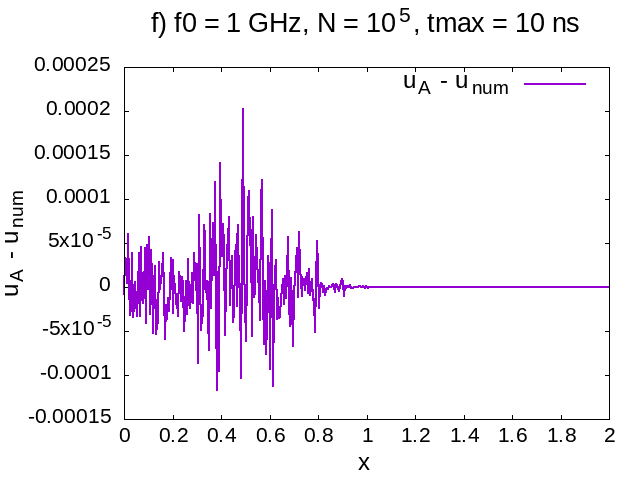 f) f0 = 1 GHz, N = 10⁵, tmax = 10 ns
u_A - u_num
0.00025
0.0002
0.00015
0.0001
5x10⁻⁵
0
-5x10⁻⁵
-0.0001
-0.00015
u_A - u_num
0 0.2 0.4 0.6 0.8 1 1.2 1.4 1.6 1.8 2
x